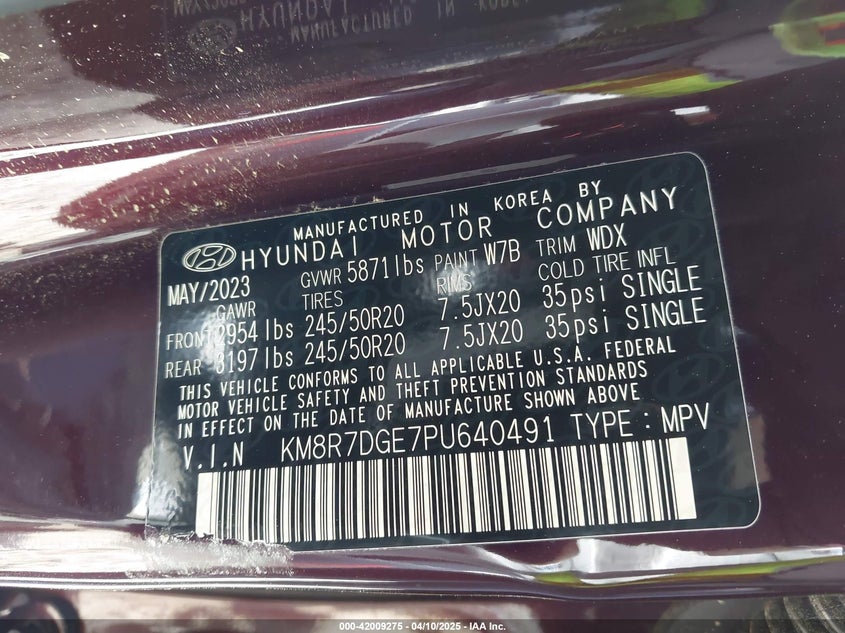 MANUFACTURED IN KOREA BY
HYUNDAI MOTOR COMPANY
MAY/2023 GVWR 5871lbs PAINT W7B TRIM WDX
GAWR TIRES RIMS COLD TIRE INFL
FRONT 2954 lbs 245/50R20 7.5JX20 35psi SINGLE
REAR 3197 lbs 245/50R20 7.5JX20 35psi SINGLE
THIS VEHICLE CONFORMS TO ALL APPLICABLE U.S.A. FEDERAL
MOTOR VEHICLE SAFETY AND THEFT PREVENTION STANDARDS
IN EFFECT ON THE DATE OF MANUFACTURE SHOWN ABOVE
V.I.N KM8R7DGE7PU640491 TYPE : MPV
000-42009275 - 04/10/2025 - IAA Inc.